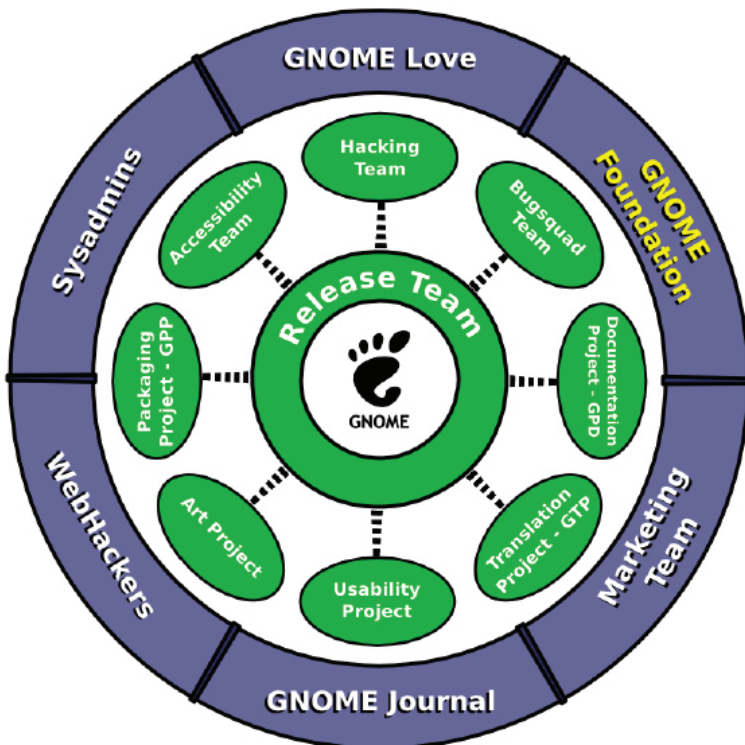 GNOME Love
GNOME
Foundation
Marketing
Team
GNOME Journal
WebHackers
Sysadmins
Hacking
Team
Bugsquad
Team
Documentation
Project - GPD
Translation
Project - GTP
Usability
Project
Art Project
Packaging
Project - GPP
Accessibility
Team
Release Team
GNOME